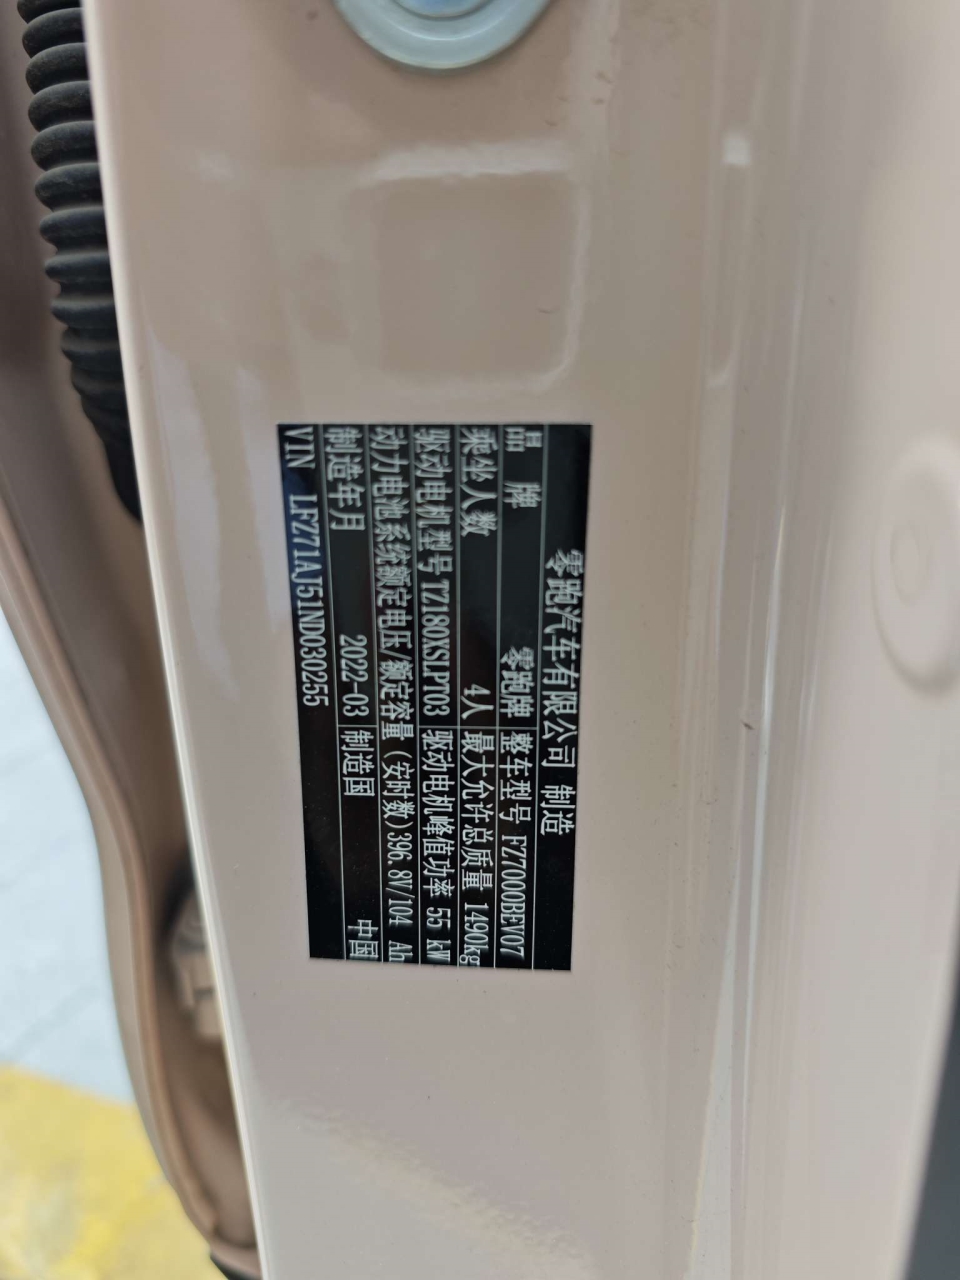 零跑汽车有限公司 制造
品牌 零跑牌 整车型号 FZ7000BEV07
乘坐人数 4人 最大允许总质量 1490kg
驱动电机型号 TZ180XSLPT03 驱动电机峰值功率 55 kW
动力电池系统额定电压/额定容量(安时数)396.8V/104 Ah
制造年月 2022-03 制造国 中国
VIN LFZ71AJ51ND030255